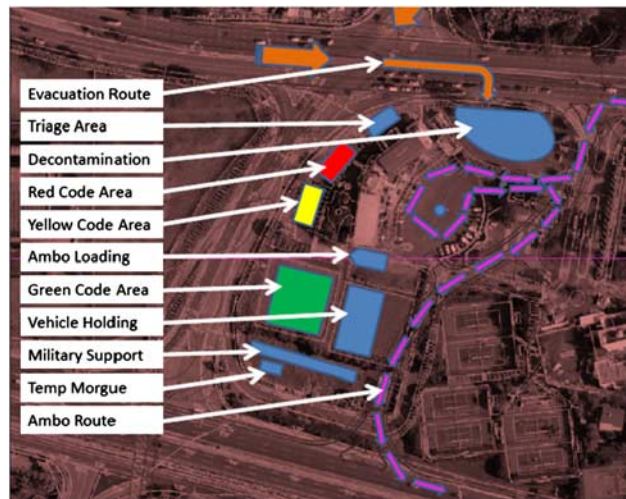 Evacuation Route
Triage Area
Decontamination
Red Code Area
Yellow Code Area
Ambo Loading
Green Code Area
Vehicle Holding
Military Support
Temp Morgue
Ambo Route